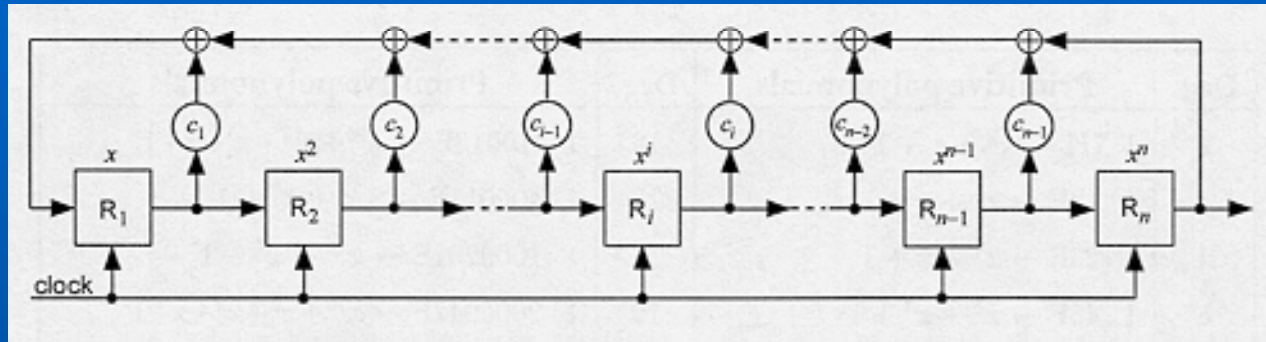 c₁ c₂ cᵢ₋₁ cᵢ cₙ₋₂ cₙ₋₁
x x² xⁱ xⁿ⁻¹ xⁿ
R₁ R₂ Rᵢ Rₙ₋₁ Rₙ
clock